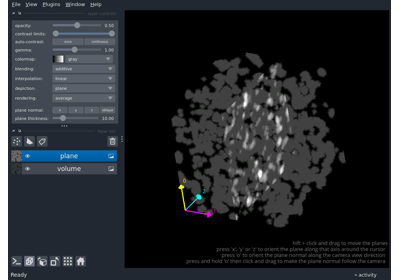 File View Plugins Window Help
opacity: 0.50
contrast limits:
auto-contrast: once continuous
gamma: 1.00
colormap: gray
blending: additive
interpolation: linear
depiction: plane
rendering: average
plane normal: x y z oblique
plane thickness: 10.00
plane
volume
0
2
shift + click and drag to move the planes
press 'x', 'y' or 'z' to orient the plane along that axis around the cursor
press 'o' to orient the plane normal along the camera view direction
press and hold 'o' then click and drag to make the plane normal follow the camera
Ready
activity